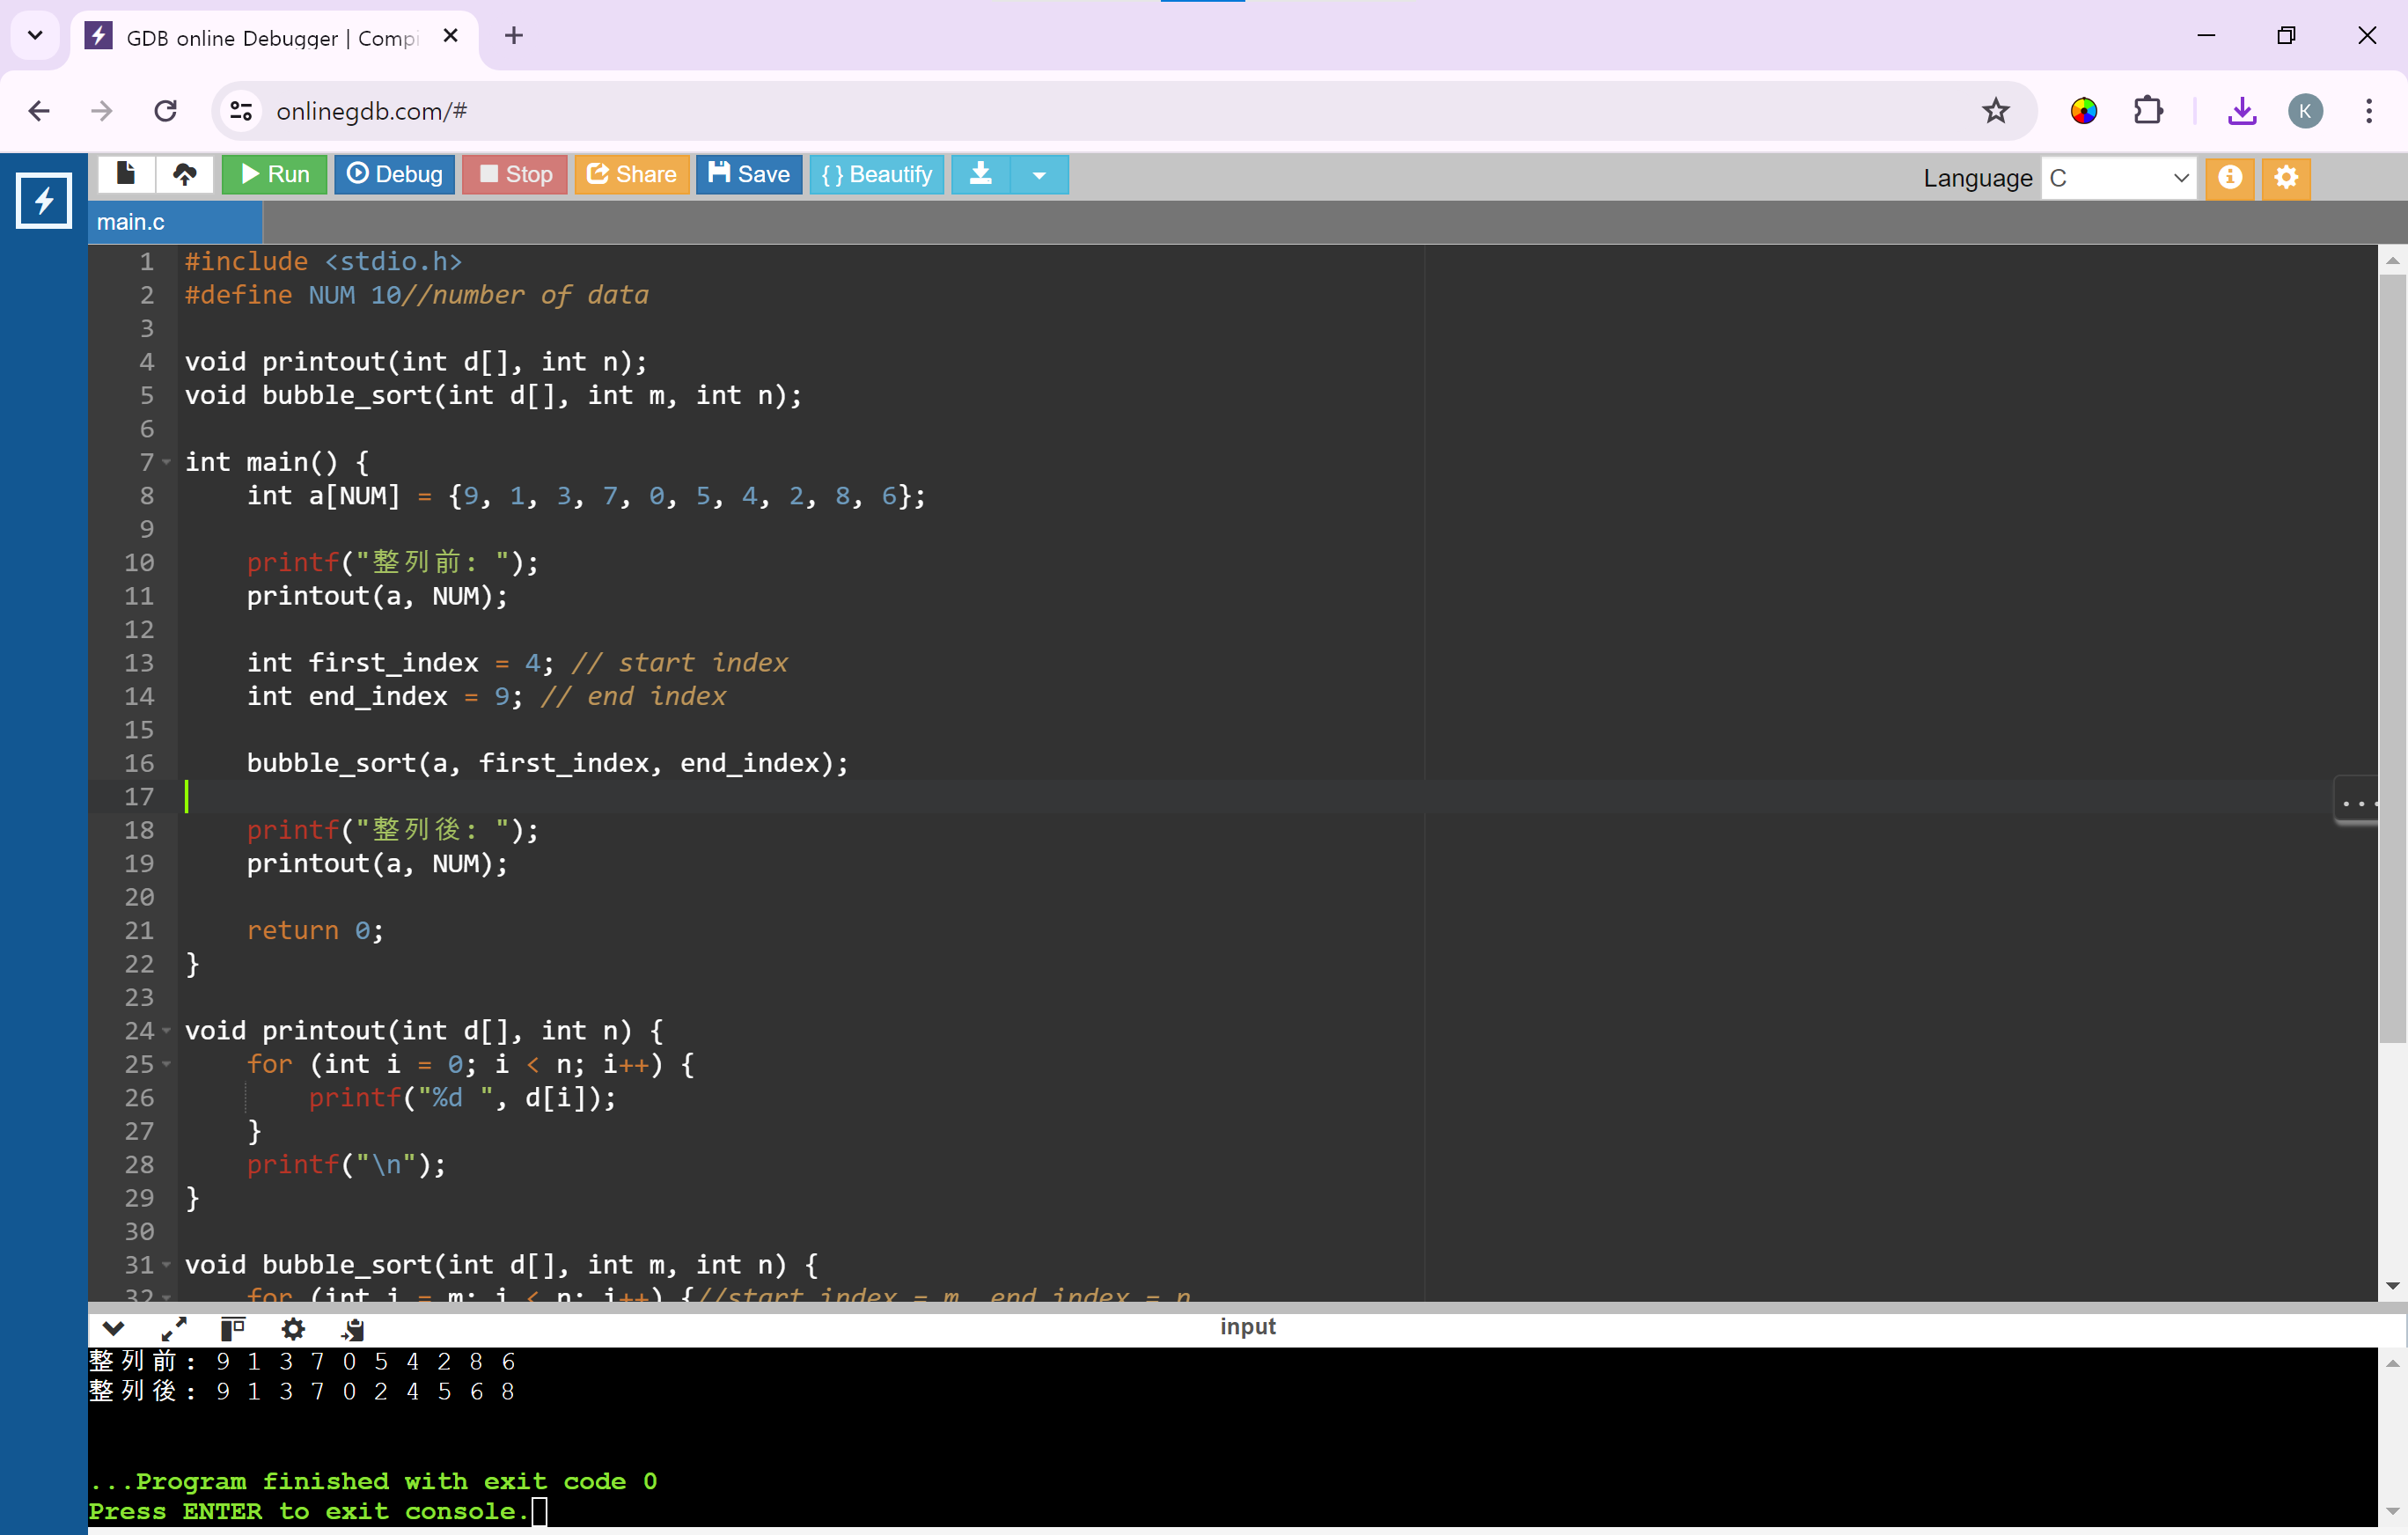 GDB online Debugger | Comp
onlinegdb.com/#
K
Run Debug Stop Share Save { } Beautify Language C
main.c
1 #include <stdio.h>
2 #define NUM 10//number of data
3
4 void printout(int d[], int n);
5 void bubble_sort(int d[], int m, int n);
6
7 int main() {
8 int a[NUM] = {9, 1, 3, 7, 0, 5, 4, 2, 8, 6};
9
10 printf("整列前: ");
11 printout(a, NUM);
12
13 int first_index = 4; // start index
14 int end_index = 9; // end index
15
16 bubble_sort(a, first_index, end_index);
17
18 printf("整列後: ");
19 printout(a, NUM);
20
21 return 0;
22 }
23
24 void printout(int d[], int n) {
25 for (int i = 0; i < n; i++) {
26 printf("%d ", d[i]);
27 }
28 printf("\n");
29 }
30
31 void bubble_sort(int d[], int m, int n) {
32 for (int i = m; i < n; i++) {//start index = m, end index = n
input
整列前: 9 1 3 7 0 5 4 2 8 6
整列後: 9 1 3 7 0 2 4 5 6 8
...Program finished with exit code 0
Press ENTER to exit console.